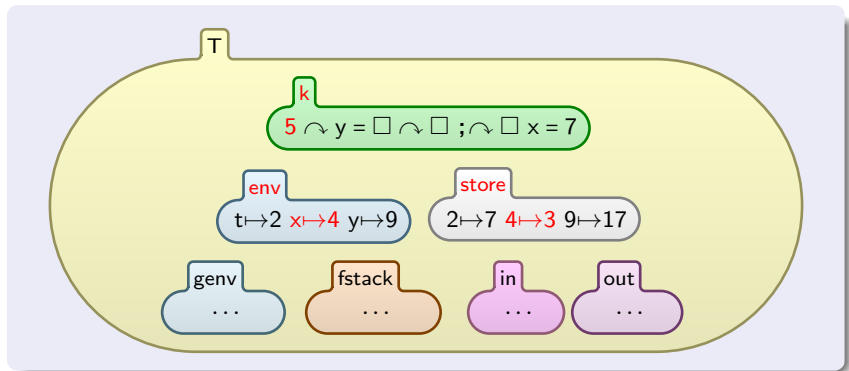 T
k
5 ↷ y = □ ↷ □ ; ↷ □ x = 7
env store
t↦2 x↦4 y↦9 2↦7 4↦3 9↦17
genv fstack in out
... ... ... ...